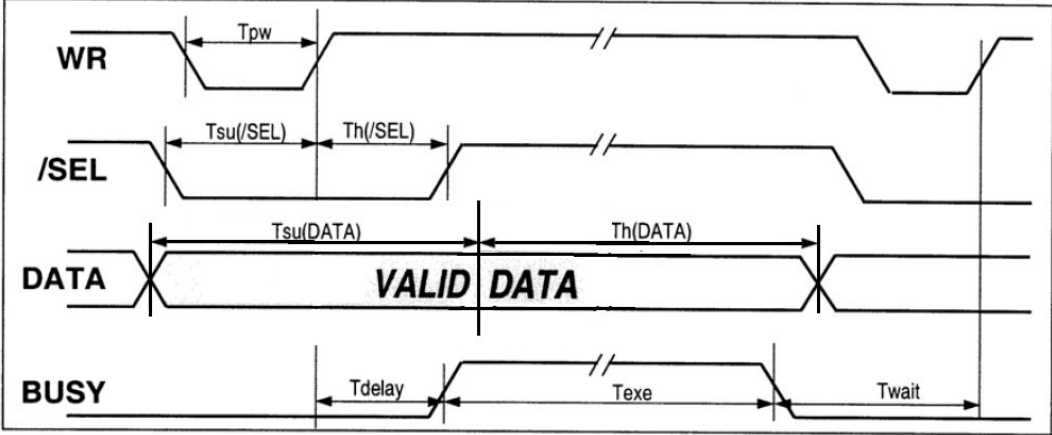 Tpw
WR
Tsu(/SEL) Th(/SEL)
/SEL
Tsu(DATA) Th(DATA)
DATA VALID DATA
BUSY Tdelay Texe Twait